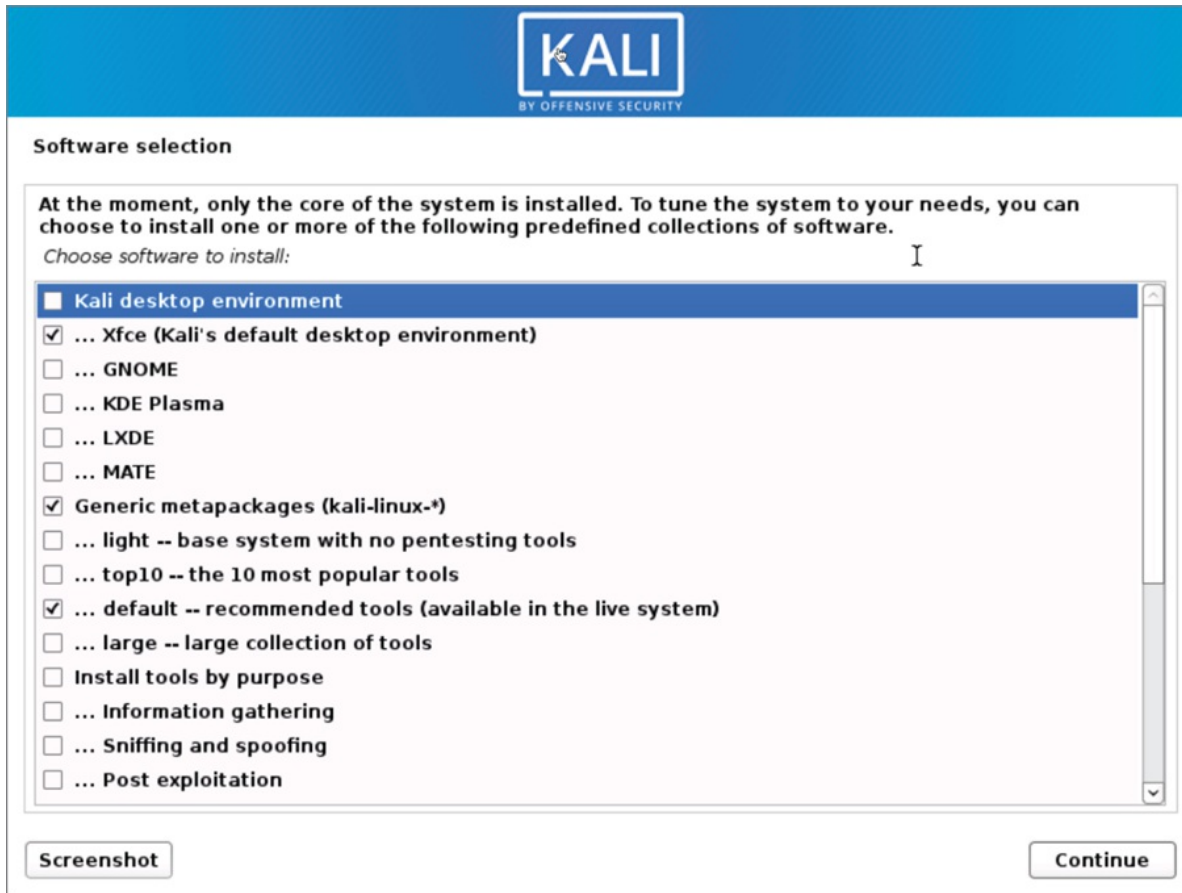 KALI
BY OFFENSIVE SECURITY
Software selection
At the moment, only the core of the system is installed. To tune the system to your needs, you can
choose to install one or more of the following predefined collections of software.
Choose software to install:
Kali desktop environment
... Xfce (Kali's default desktop environment)
... GNOME
... KDE Plasma
... LXDE
... MATE
Generic metapackages (kali-linux-*)
... light -- base system with no pentesting tools
... top10 -- the 10 most popular tools
... default -- recommended tools (available in the live system)
... large -- large collection of tools
Install tools by purpose
... Information gathering
... Sniffing and spoofing
... Post exploitation
Screenshot
Continue